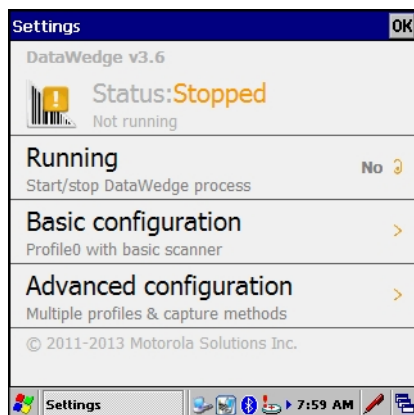 Settings
OK
DataWedge v3.6
Status:Stopped
Not running
Running
No
Start/stop DataWedge process
Basic configuration
Profile0 with basic scanner
Advanced configuration
Multiple profiles & capture methods
© 2011-2013 Motorola Solutions Inc.
Settings
7:59 AM